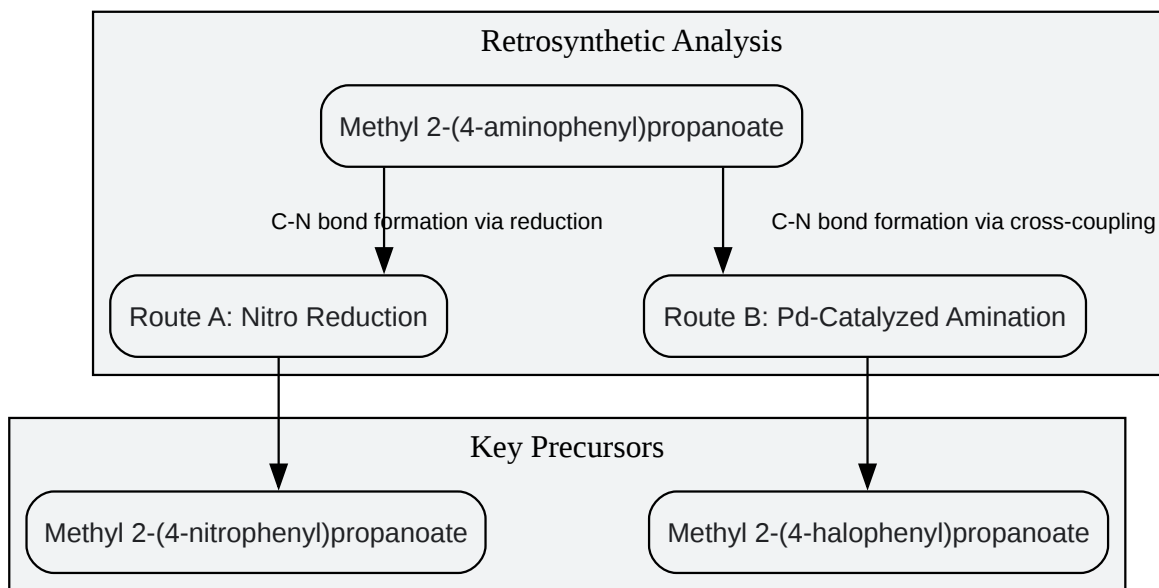 Retrosynthetic Analysis
Methyl 2-(4-aminophenyl)propanoate
C-N bond formation via reduction
C-N bond formation via cross-coupling
Route A: Nitro Reduction
Route B: Pd-Catalyzed Amination
Key Precursors
Methyl 2-(4-nitrophenyl)propanoate
Methyl 2-(4-halophenyl)propanoate